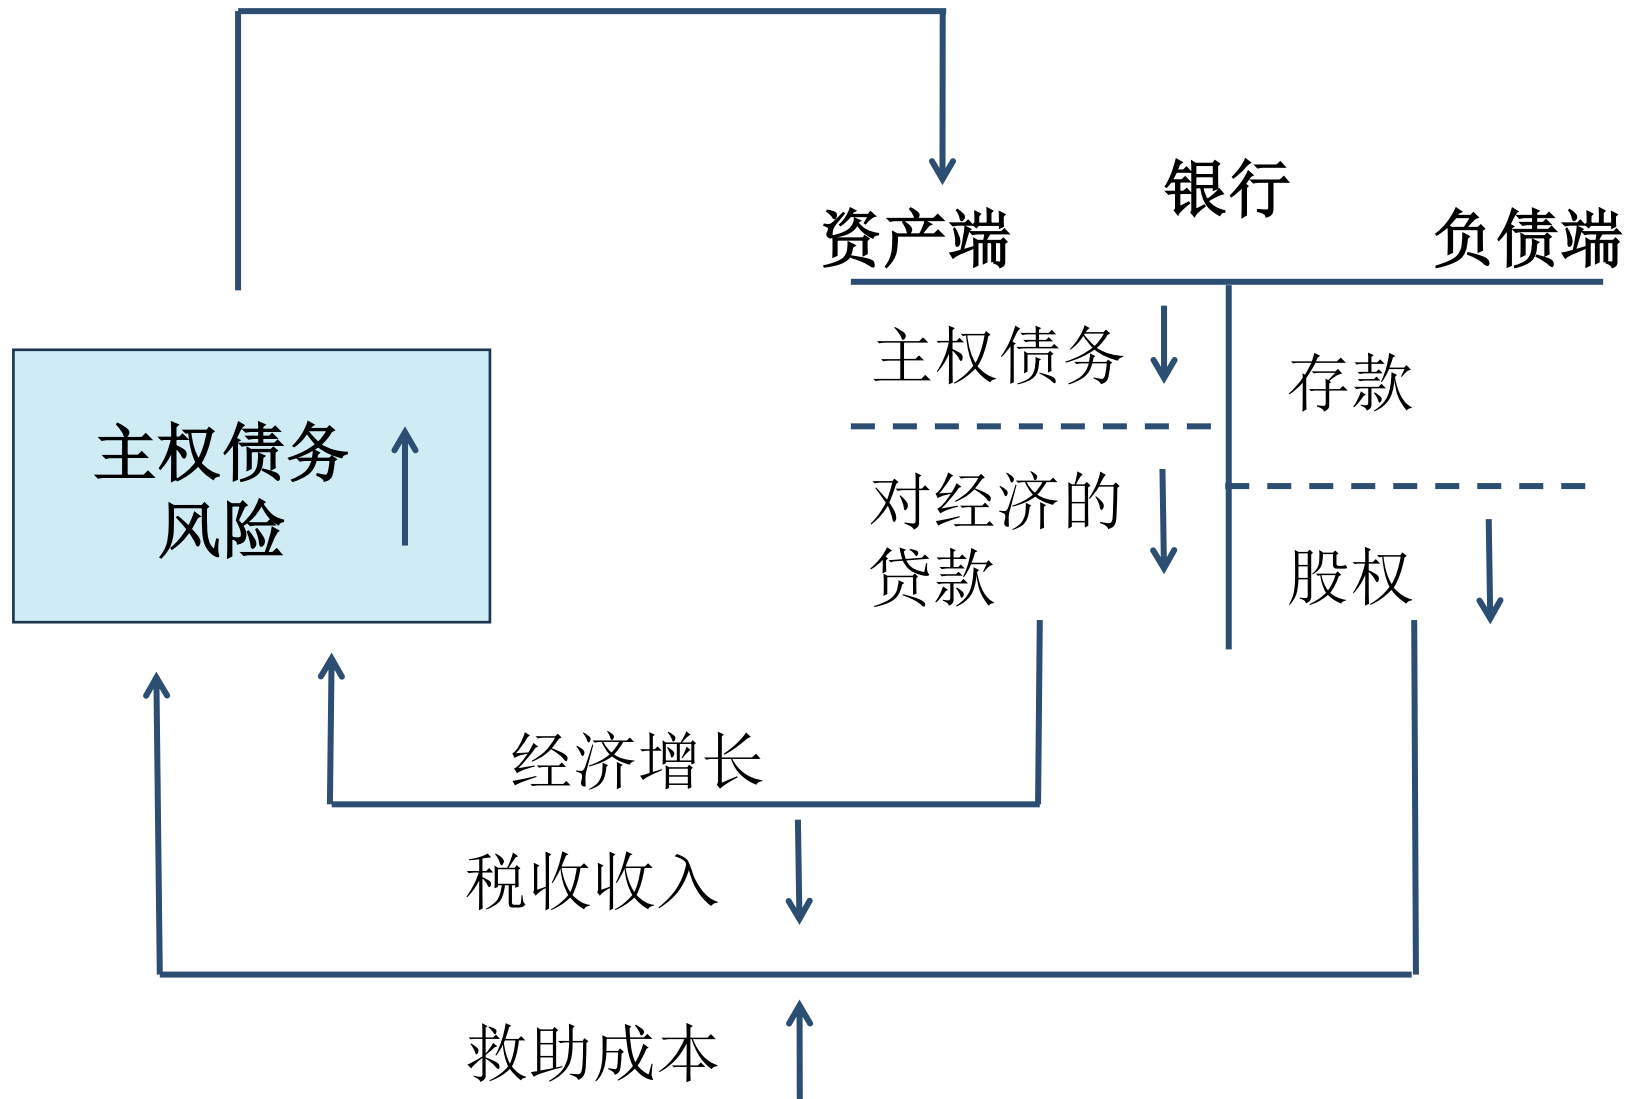 银行
资产端
负债端
主权债务
存款
主权债务
风险
对经济的
贷款
股权
经济增长
税收收入
救助成本